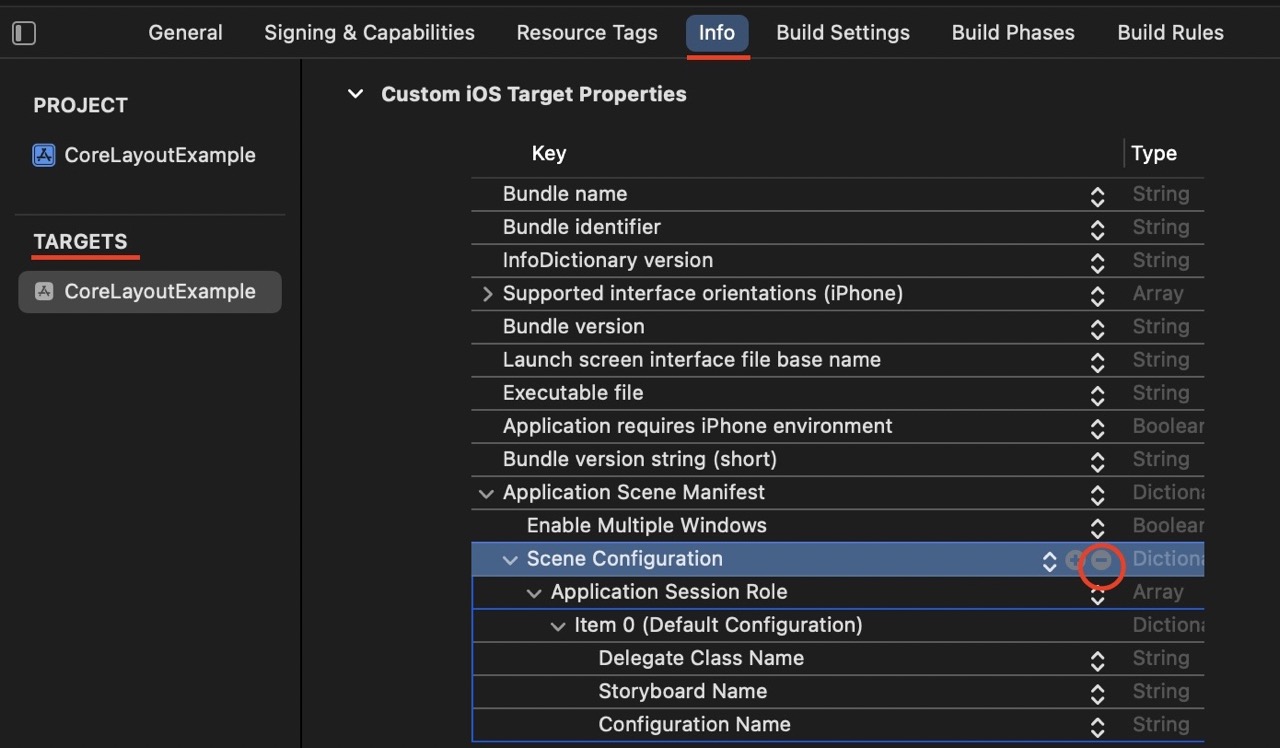 General Signing & Capabilities Resource Tags Info Build Settings Build Phases Build Rules
PROJECT
CoreLayoutExample
TARGETS
CoreLayoutExample
Custom iOS Target Properties
Key Type
Bundle name String
Bundle identifier String
InfoDictionary version String
Supported interface orientations (iPhone) Array
Bundle version String
Launch screen interface file base name String
Executable file String
Application requires iPhone environment Boolear
Bundle version string (short) String
Application Scene Manifest Dictiona
Enable Multiple Windows Boolear
Scene Configuration Dictiona
Application Session Role Array
Item 0 (Default Configuration) Dictiona
Delegate Class Name String
Storyboard Name String
Configuration Name String